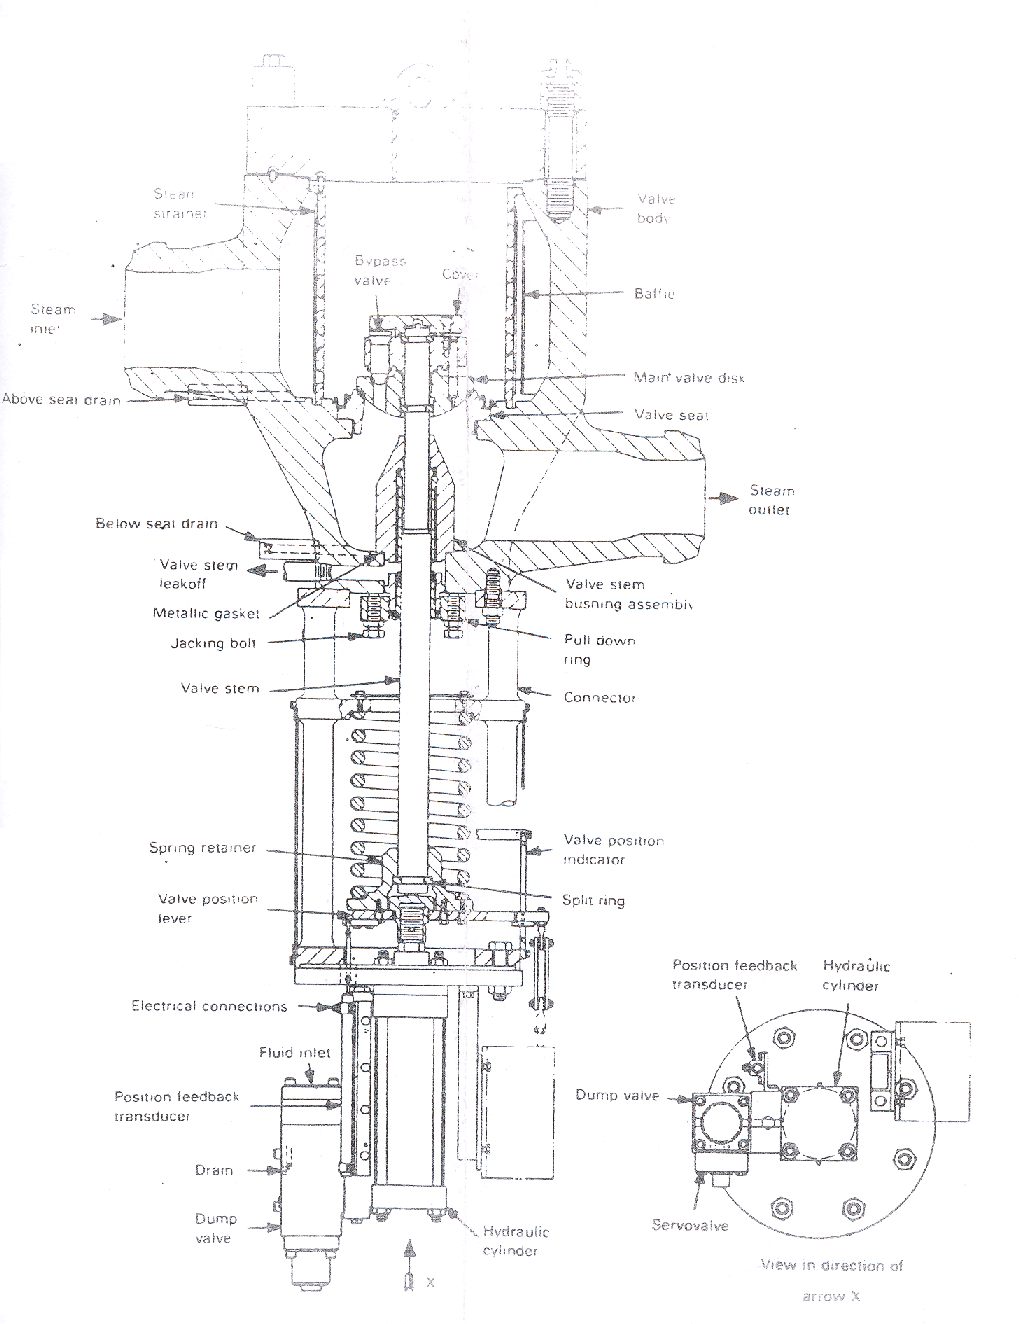 Steam
strainer
Valve
body
Bypass
valve
Cover
Baffle
Steam
inlet
Main valve disk
Above seat drain
Valve seat
Steam
outlet
Below seat drain
Valve stem
leakoff
Valve stem
bushing assembly
Metallic gasket
Jacking bolt
Pull down
ring
Valve stem
Connector
Spring retainer
Valve position
indicator
Valve position
lever
Split ring
Position feedback
transducer
Hydraulic
cylinder
Electrical connections
Fluid inlet
Position feedback
transducer
Dump valve
Drain
Dump
valve
Hydraulic
cylinder
Servovalve
X
View in direction of
arrow X